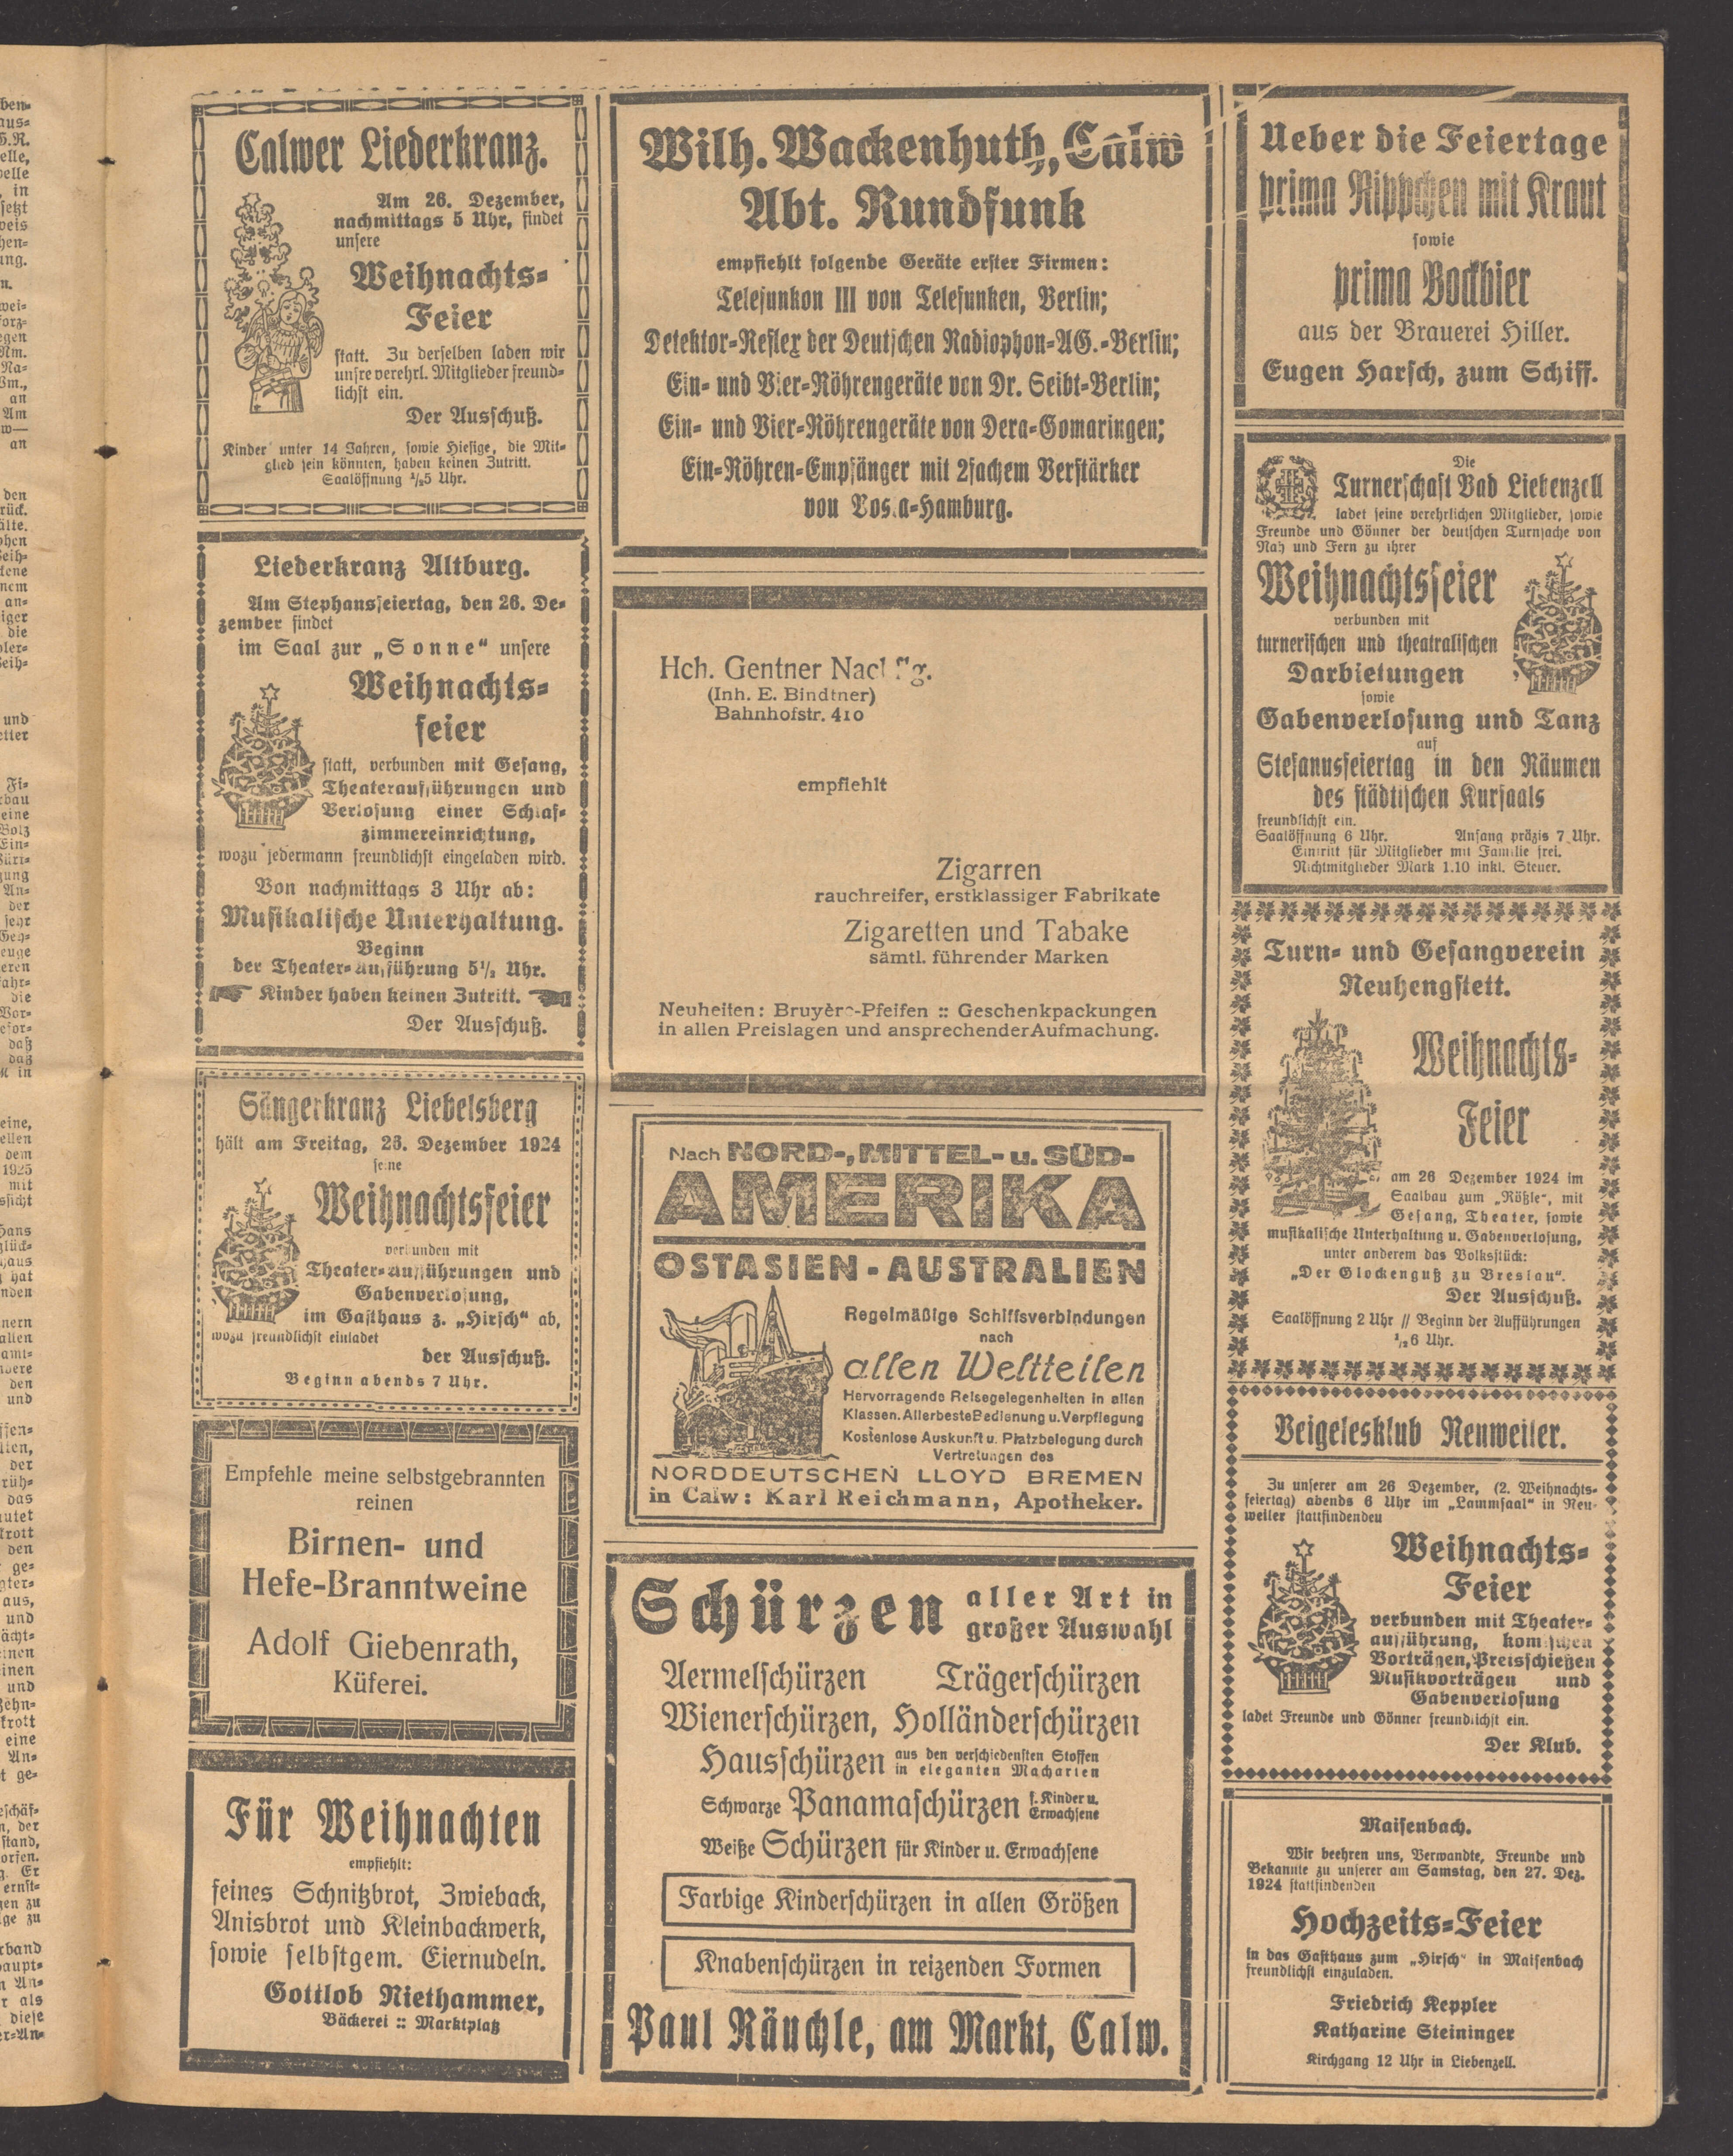 Calwer Liederkranz.
Am 26. Dezember,
nachmittags 5 Uhr, findet
unsere
Weihnachts-
Feier
statt. Zu derselben laden wir
unsre verehrl. Mitglieder freund-
lichst ein.
Der Ausschuß.
Kinder unter 14 Jahren, sowie Hiesige, die Mit-
glied sein könnten, haben keinen Zutritt.
Saalöffnung ½5 Uhr.
Liederkranz Altburg.
Am Stephansfeiertag, den 26. De-
zember findet
im Saal zur „Sonne“ unsere
Weihnachts-
feier
statt, verbunden mit Gesang,
Theateraufführungen und
Verlosung einer Schlaf-
zimmereinrichtung,
wozu jedermann freundlichst eingeladen wird.
Von nachmittags 3 Uhr ab:
Musikalische Unterhaltung.
Beginn
der Theater-Aufführung 5½ Uhr.
Kinder haben keinen Zutritt.
Der Ausschuß.
Sängerkranz Liebelsberg
hält am Freitag, 26. Dezember 1924
seine
Weihnachtsfeier
verbunden mit
Theater-Aufführungen und
Gabenverlosung,
im Gasthaus z. „Hirsch“ ab,
wozu freundlichst einladet
der Ausschuß.
Beginn abends 7 Uhr.
Empfehle meine selbstgebrannten
reinen
Birnen- und
Hefe-Branntweine
Adolf Giebenrath,
Küferei.
Für Weihnachten
empfiehlt:
feines Schnitzbrot, Zwieback,
Anisbrot und Kleinbackwerk,
sowie selbstgem. Eiernudeln.
Gottlob Niethammer,
Bäckerei :: Marktplatz
Wilh. Wackenhuth, Calw
Abt. Rundfunk
empfiehlt folgende Geräte erster Firmen:
Telefunkon III von Telefunken, Berlin;
Detektor-Reflex der Deutschen Radiophon-AG.-Berlin;
Ein- und Vier-Röhrengeräte von Dr. Seibt-Berlin;
Ein- und Vier-Röhrengeräte von Dera-Gomaringen;
Ein-Röhren-Empfänger mit 2fachem Verstärker
von -Hamburg.
Hch. Gentner Nachflg.
(Inh. E. Bindtner)
Bahnhofstr. 410
empfiehlt
Zigarren
rauchreifer, erstklassiger Fabrikate
Zigaretten und Tabake
sämtl. führender Marken
Neuheiten: Bruyère-Pfeifen :: Geschenkpackungen
in allen Preislagen und ansprechender Aufmachung.
Nach NORD-, MITTEL- u. SÜD-
AMERIKA
OSTASIEN - AUSTRALIEN
Regelmäßige Schiffsverbindungen
nach
allen Weltteilen
Hervorragende Reisegelegenheiten in allen
Klassen. Allerbeste Bedienung u. Verpflegung
Kostenlose Auskunft u. Platzbelegung durch
Vertretungen des
NORDDEUTSCHEN LLOYD BREMEN
in Calw: Karl Reichmann, Apotheker.
Schürzen aller Art in
großer Auswahl
Aermelschürzen Trägerschürzen
Wienerschürzen, Holländerschürzen
Hausschürzen aus den verschiedensten Stoffen
in eleganten Macharten
Schwarze Panamaschürzen f. Kinder u.
Erwachsene
Weiße Schürzen für Kinder u. Erwachsene
Farbige Kinderschürzen in allen Größen
Knabenschürzen in reizenden Formen
Paul Räuchle, am Markt, Calw.
Ueber die Feiertage
prima Rippchen mit Kraut
sowie
prima Bockbier
aus der Brauerei Hiller.
Eugen Harsch, zum Schiff.
Die
Turnerschaft Bad Liebenzell
ladet seine verehrlichen Mitglieder, sowie
Freunde und Gönner der deutschen Turnsache von
Nah und Fern zu ihrer
Weihnachtsfeier
verbunden mit
turnerischen und theatralischen
Darbietungen
sowie
Gabenverlosung und Tanz
auf
Stefanusfeiertag in den Räumen
des städtischen Kursaals
freundlichst ein.
Saalöffnung 6 Uhr. Anfang präzis 7 Uhr.
Eintritt für Mitglieder mit Familie frei.
Nichtmitglieder Mark 1.10 inkl. Steuer.
Turn- und Gesangverein
Neuhengstett.
Weihnachts-
Feier
am 26 Dezember 1924 im
Saalbau zum „Rößle“, mit
Gesang, Theater, sowie
musikalische Unterhaltung u. Gabenverlosung,
unter anderem das Volksstück:
„Der Glockenguß zu Breslau“.
Der Ausschuß.
Saalöffnung 2 Uhr // Beginn der Aufführungen
½6 Uhr.
Veigelesklub Neuweiler.
Zu unserer am 26 Dezember, (2. Weihnachts-
feiertag) abends 6 Uhr im „Lammsaal“ in Neu-
weiler stattfindenden
Weihnachts-
Feier
verbunden mit Theater-
aufführung, komischen
Vorträgen, Preisschießen
Musikvorträgen und
Gabenverlosung
ladet Freunde und Gönner freundlichst ein.
Der Klub.
Maisenbach.
Wir beehren uns, Verwandte, Freunde und
Bekannte zu unserer am Samstag, den 27. Dez.
1924 stattfindenden
Hochzeits-Feier
in das Gasthaus zum „Hirsch“ in Maisenbach
freundlichst einzuladen.
Friedrich Keppler
Katharine Steininger
Kirchgang 12 Uhr in Liebenzell.